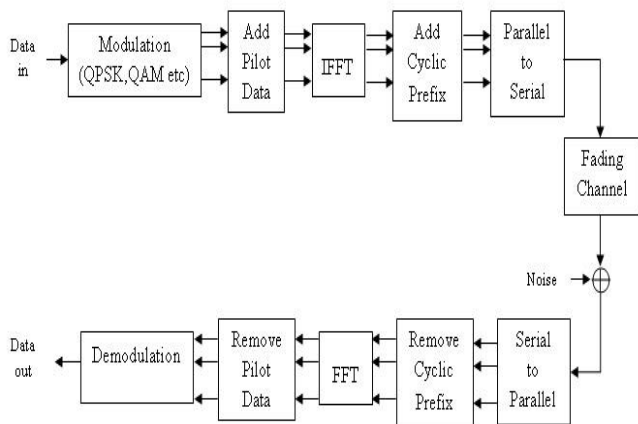 Data
in
Modulation
(QPSK,QAM etc)
Add
Pilot
Data
IFFT
Add
Cyclic
Prefix
Parallel
to
Serial
Fading
Channel
Noise
Serial
to
Parallel
Remove
Cyclic
Prefix
FFT
Remove
Pilot
Data
Demodulation
Data
out